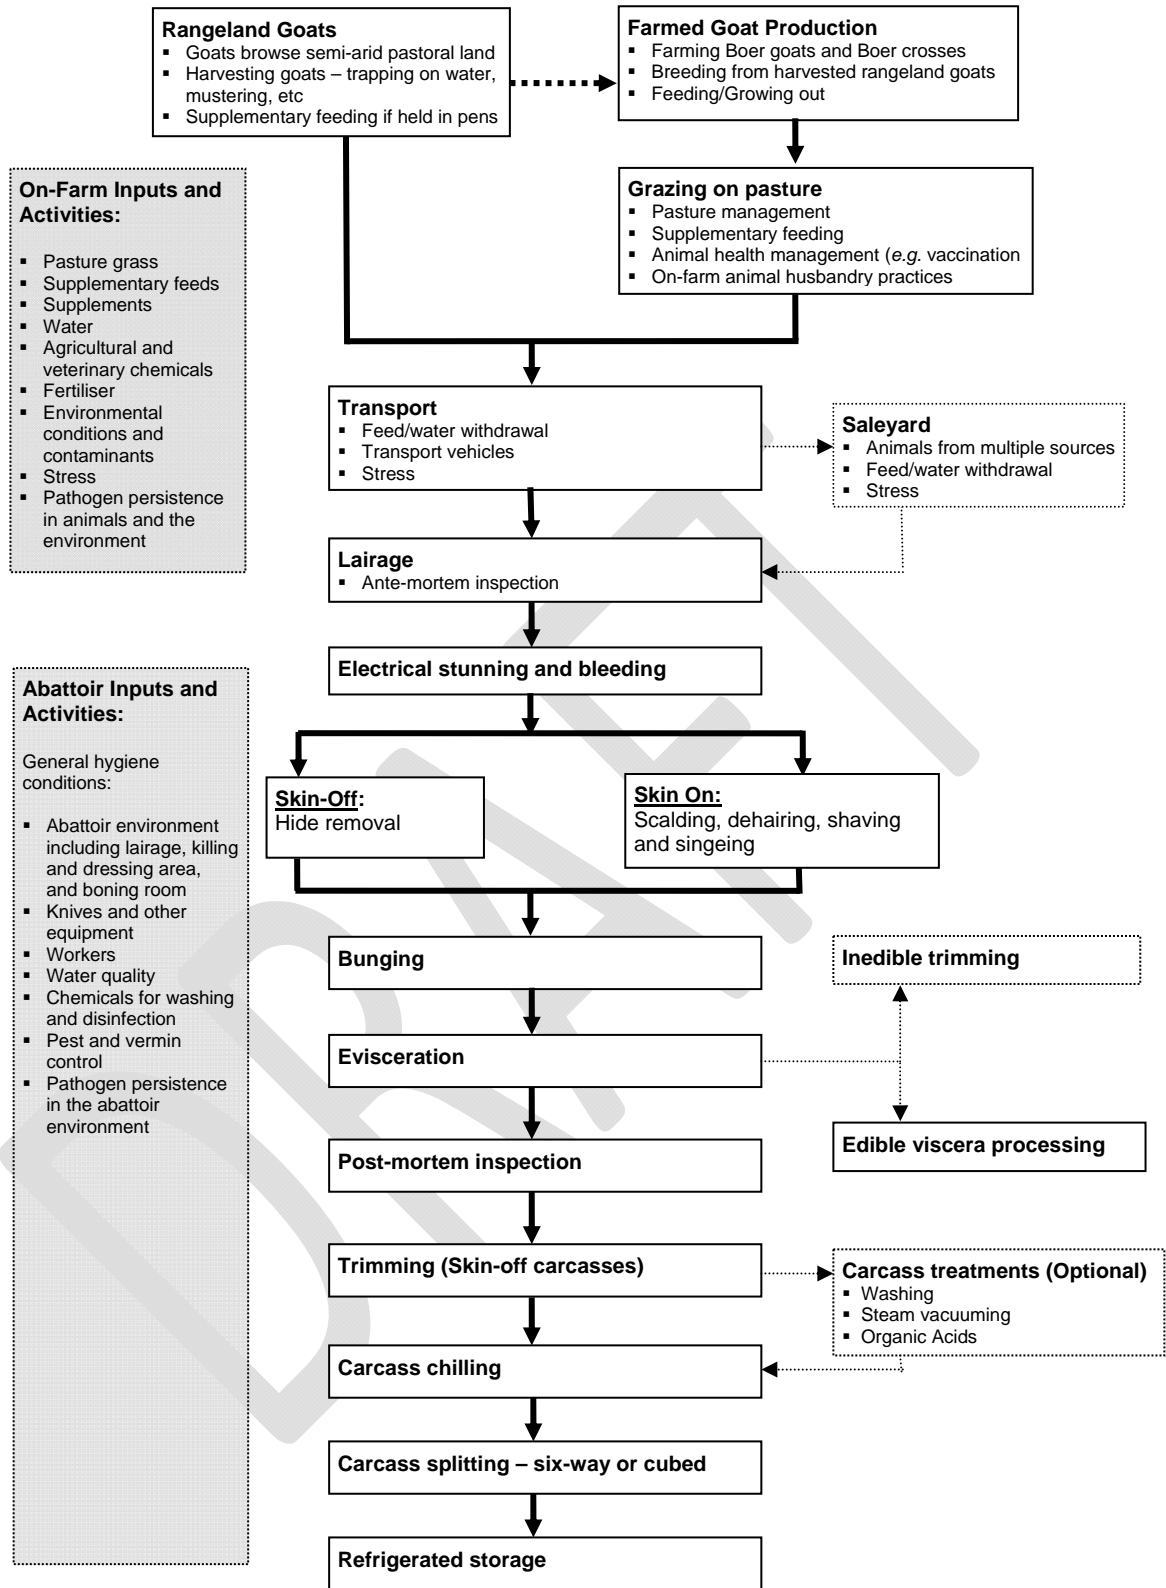 Rangeland Goats
▪ Goats browse semi-arid pastoral land
▪ Harvesting goats – trapping on water,
mustering, etc
▪ Supplementary feeding if held in pens
Farmed Goat Production
▪ Farming Boer goats and Boer crosses
▪ Breeding from harvested rangeland goats
▪ Feeding/Growing out
On-Farm Inputs and
Activities:
▪ Pasture grass
▪ Supplementary feeds
▪ Supplements
▪ Water
▪ Agricultural and
veterinary chemicals
▪ Fertiliser
▪ Environmental
conditions and
contaminants
▪ Stress
▪ Pathogen persistence
in animals and the
environment
Grazing on pasture
▪ Pasture management
▪ Supplementary feeding
▪ Animal health management (e.g. vaccination
▪ On-farm animal husbandry practices
Transport
▪ Feed/water withdrawal
▪ Transport vehicles
▪ Stress
Saleyard
▪ Animals from multiple sources
▪ Feed/water withdrawal
▪ Stress
Lairage
▪ Ante-mortem inspection
Electrical stunning and bleeding
Abattoir Inputs and
Activities:
General hygiene
conditions:
▪ Abattoir environment
including lairage, killing
and dressing area,
and boning room
▪ Knives and other
equipment
▪ Workers
▪ Water quality
▪ Chemicals for washing
and disinfection
▪ Pest and vermin
control
▪ Pathogen persistence
in the abattoir
environment
Skin-Off:
Hide removal
Skin On:
Scalding, dehairing, shaving
and singeing
Bunging
Inedible trimming
Evisceration
Edible viscera processing
Post-mortem inspection
Trimming (Skin-off carcasses)
Carcass treatments (Optional)
▪ Washing
▪ Steam vacuuming
▪ Organic Acids
Carcass chilling
Carcass splitting – six-way or cubed
Refrigerated storage
DRAFT